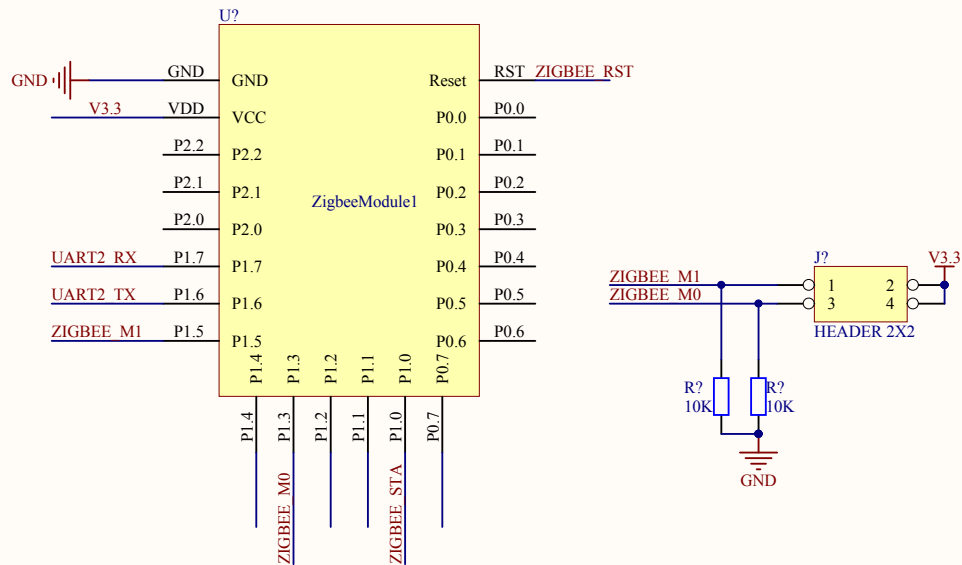 U?
GND GND GND Reset RST ZIGBEE_RST
V3.3 VDD VCC P0.0 P0.0
P2.2 P2.2 P0.1 P0.1
P2.1 P2.1 P0.2 P0.2
ZigbeeModule1
P2.0 P2.0 P0.3 P0.3
UART2_RX P1.7 P1.7 P0.4 P0.4
UART2_TX P1.6 P1.6 P0.5 P0.5
ZIGBEE_M1 P1.5 P1.5 P0.6 P0.6
P1.4 P1.3 P1.2 P1.1 P1.0 P0.7
P1.4 P1.3 P1.2 P1.1 P1.0 P0.7
ZIGBEE_M0 ZIGBEE_STA
J? V3.3
ZIGBEE_M1 1 2
ZIGBEE_M0 3 4
HEADER 2X2
R? R?
10K 10K
GND